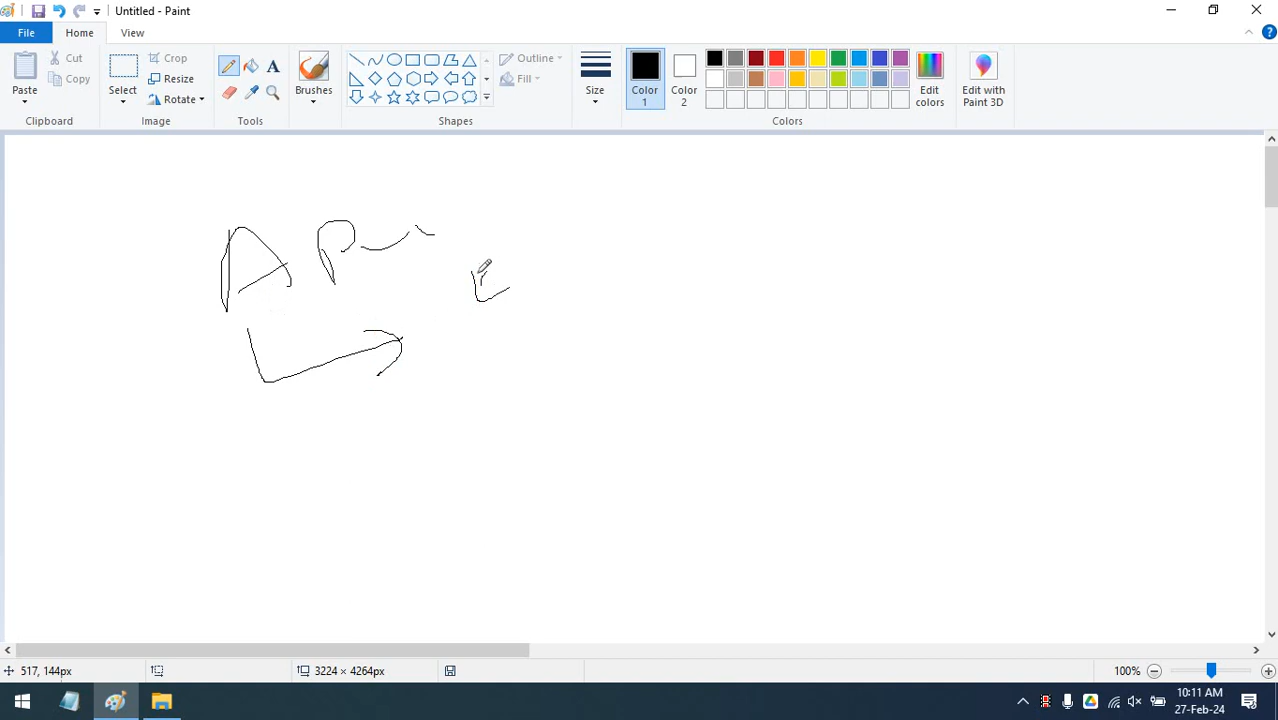 Untitled - Paint
File Home View
Paste
Cut
Copy
Clipboard
Select
Crop
Resize
Rotate
Image
Tools
A
Brushes
Outline
Fill
Shapes
Size
Color 1
Color 2
Edit colors
Edit with Paint 3D
Colors
A P
517, 144px
3224 × 4264px
100%
10:11 AM
27-Feb-24